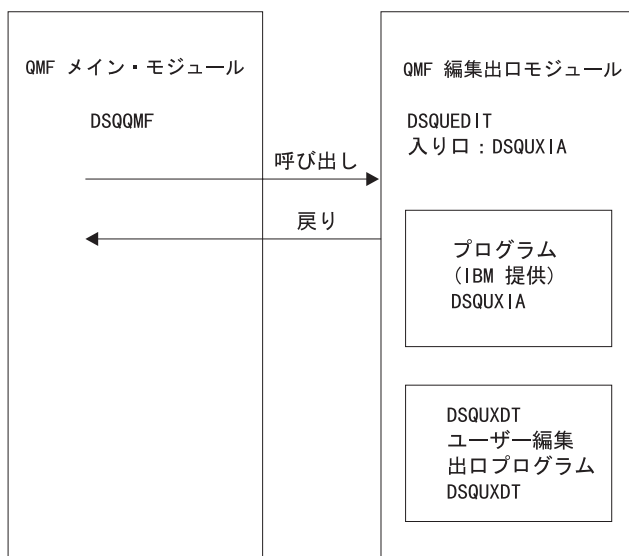 QMF メイン・モジュール
DSQQMF
呼び出し
戻り
QMF 編集出口モジュール
DSQUEDIT
入り口：DSQUXIA
プログラム
(IBM 提供)
DSQUXIA
DSQUXDT
ユーザー編集
出口プログラム
DSQUXDT